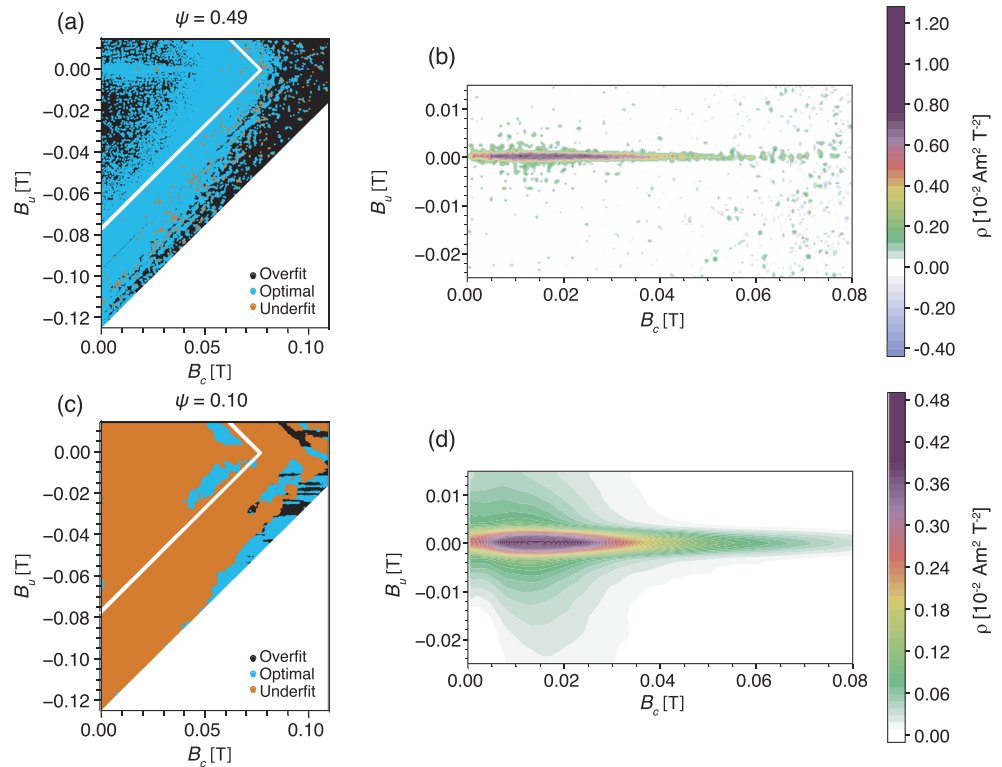 (a)
ψ = 0.49
0.00
-0.02
-0.04
-0.06
-0.08
-0.10
-0.12
B_u [T]
Overfit
Optimal
Underfit
0.00 0.05 0.10
B_c [T]
(b)
0.01
0.00
-0.01
-0.02
B_u [T]
0.00 0.02 0.04 0.06 0.08
B_c [T]
1.20
1.00
0.80
0.60
0.40
0.20
0.00
-0.20
-0.40
ρ [10⁻² Am² T⁻²]
(c)
ψ = 0.10
0.00
-0.02
-0.04
-0.06
-0.08
-0.10
-0.12
B_u [T]
Overfit
Optimal
Underfit
0.00 0.05 0.10
B_c [T]
(d)
0.01
0.00
-0.01
-0.02
B_u [T]
0.00 0.02 0.04 0.06 0.08
B_c [T]
0.48
0.42
0.36
0.30
0.24
0.18
0.12
0.06
0.00
ρ [10⁻² Am² T⁻²]